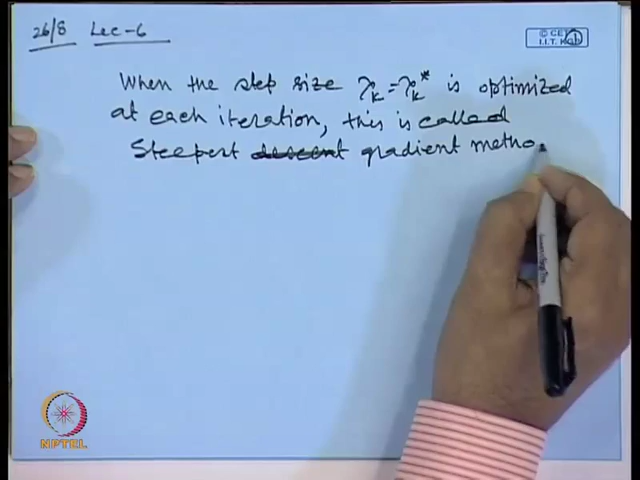 26/8 Lec-6
© CET
I.I.T. KGP
When the step size λk = λk* is optimized
at each iteration, this is called
Steepest descent gradient metho
NPTEL